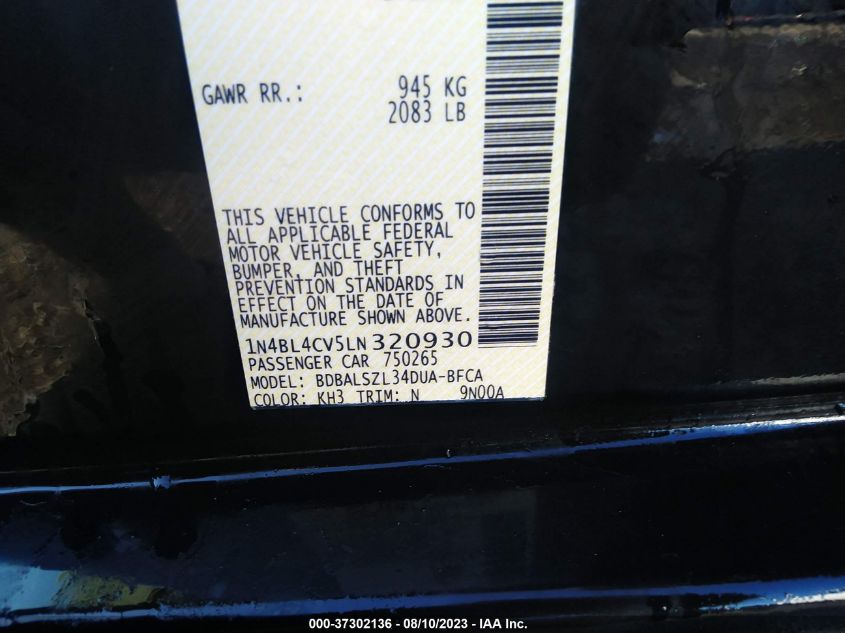 GAWR RR.: 945 KG
2083 LB
THIS VEHICLE CONFORMS TO
ALL APPLICABLE FEDERAL
MOTOR VEHICLE SAFETY,
BUMPER, AND THEFT
PREVENTION STANDARDS IN
EFFECT ON THE DATE OF
MANUFACTURE SHOWN ABOVE.
1N4BL4CV5LN320930
PASSENGER CAR 750265
MODEL: BDBALSZL34DUA-BFCA
COLOR: KH3 TRIM: N 9N00A
000-37302136 - 08/10/2023 - IAA Inc.